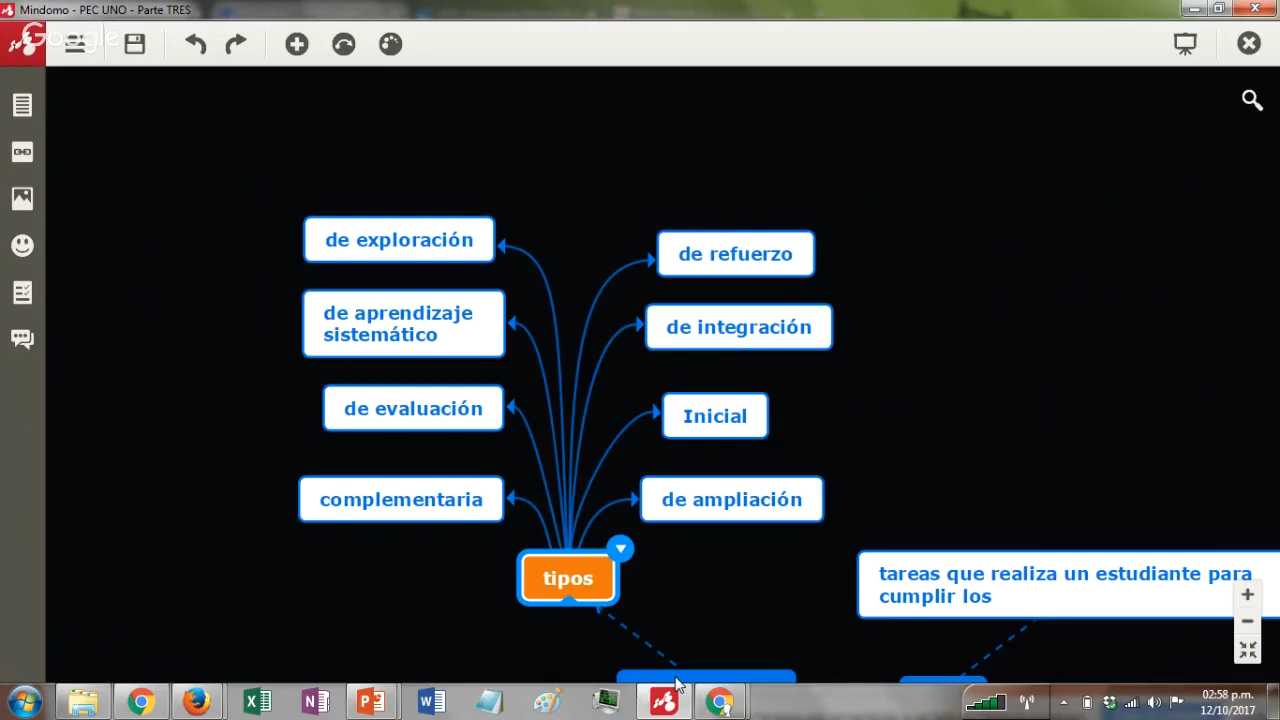 Mindomo - PEC UNO - Parte TRES
Google
de exploración
de refuerzo
de aprendizaje
sistemático
de integración
de evaluación
Inicial
complementaria
de ampliación
tipos
tareas que realiza un estudiante para
cumplir los
02:58 p.m.
12/10/2017